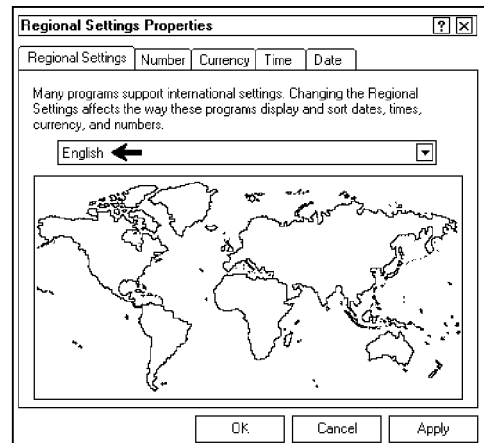 Regional Settings Properties
Regional Settings Number Currency Time Date
Many programs support international settings. Changing the Regional
Settings affects the way these programs display and sort dates, times,
currency, and numbers.
English
OK Cancel Apply